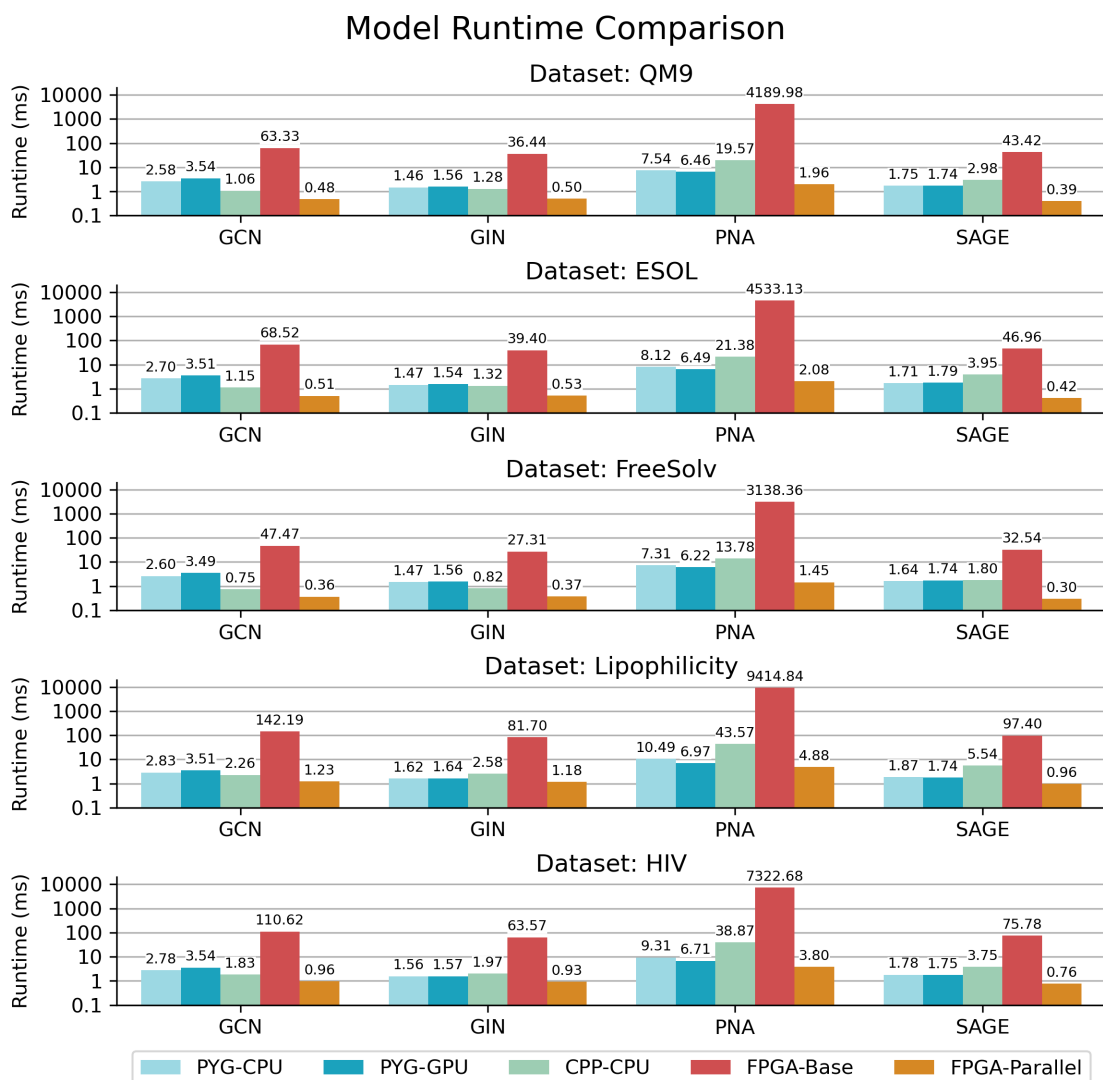 Model Runtime Comparison
Dataset: QM9
Runtime (ms)
10000
1000
100
10
1
0.1
2.58 3.54 1.06 63.33 0.48
1.46 1.56 1.28 36.44 0.50
7.54 6.46 19.57 4189.98 1.96
1.75 1.74 2.98 43.42 0.39
GCN GIN PNA SAGE
Dataset: ESOL
Runtime (ms)
10000
1000
100
10
1
0.1
2.70 3.51 1.15 68.52 0.51
1.47 1.54 1.32 39.40 0.53
8.12 6.49 21.38 4533.13 2.08
1.71 1.79 3.95 46.96 0.42
GCN GIN PNA SAGE
Dataset: FreeSolv
Runtime (ms)
10000
1000
100
10
1
0.1
2.60 3.49 0.75 47.47 0.36
1.47 1.56 0.82 27.31 0.37
7.31 6.22 13.78 3138.36 1.45
1.64 1.74 1.80 32.54 0.30
GCN GIN PNA SAGE
Dataset: Lipophilicity
Runtime (ms)
10000
1000
100
10
1
0.1
2.83 3.51 2.26 142.19 1.23
1.62 1.64 2.58 81.70 1.18
10.49 6.97 43.57 9414.84 4.88
1.87 1.74 5.54 97.40 0.96
GCN GIN PNA SAGE
Dataset: HIV
Runtime (ms)
10000
1000
100
10
1
0.1
2.78 3.54 1.83 110.62 0.96
1.56 1.57 1.97 63.57 0.93
9.31 6.71 38.87 7322.68 3.80
1.78 1.75 3.75 75.78 0.76
GCN GIN PNA SAGE
PYG-CPU PYG-GPU CPP-CPU FPGA-Base FPGA-Parallel